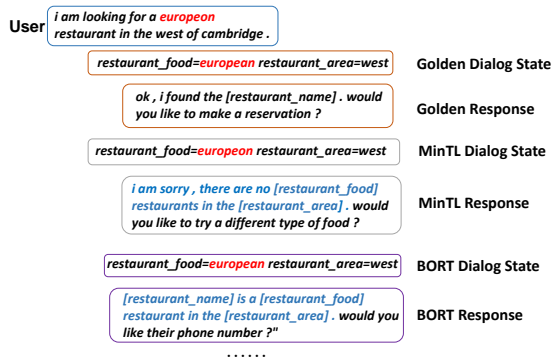 User
i am looking for a europeon
restaurant in the west of cambridge .
restaurant_food=european restaurant_area=west
Golden Dialog State
ok , i found the [restaurant_name] . would
you like to make a reservation ?
Golden Response
restaurant_food=european restaurant_area=west
MinTL Dialog State
i am sorry , there are no [restaurant_food]
restaurants in the [restaurant_area] . would
you like to try a different type of food ?
MinTL Response
restaurant_food=european restaurant_area=west
BORT Dialog State
[restaurant_name] is a [restaurant_food]
restaurant in the [restaurant_area] . would you
like their phone number ?"
BORT Response
......